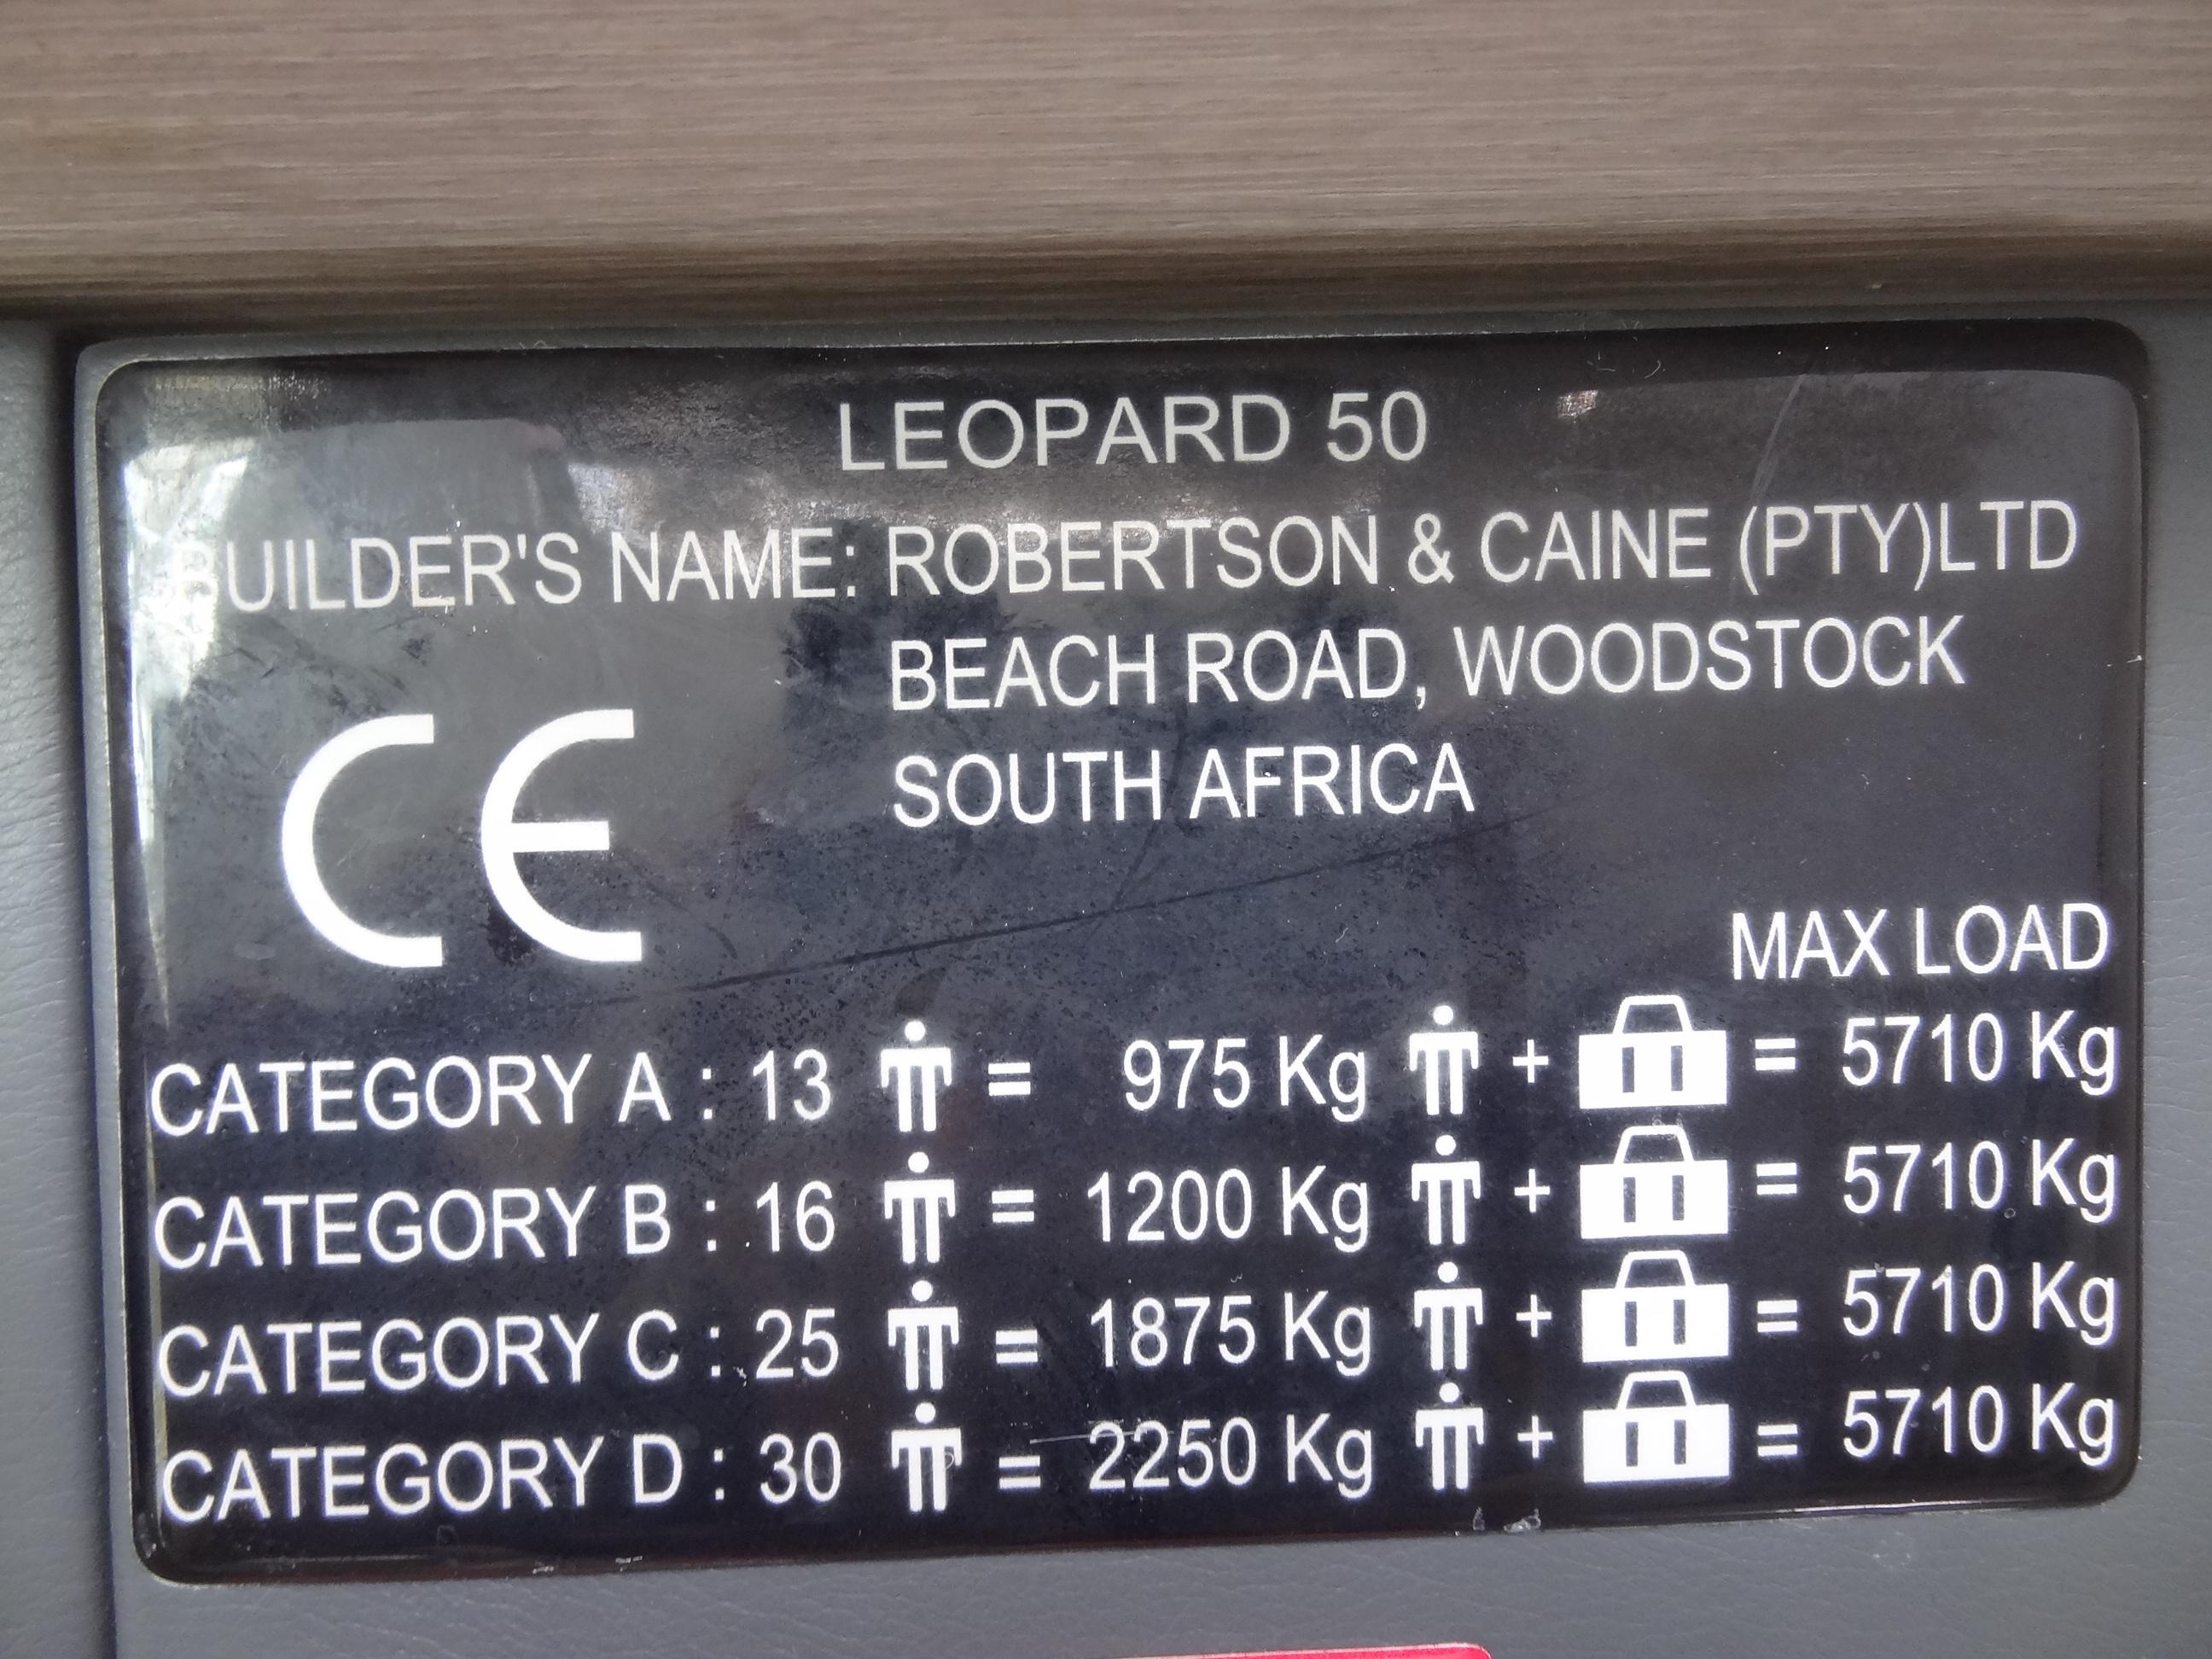 LEOPARD 50
BUILDER'S NAME: ROBERTSON & CAINE (PTY)LTD
BEACH ROAD, WOODSTOCK
SOUTH AFRICA
CE
MAX LOAD
CATEGORY A : 13 = 975 Kg + = 5710 Kg
CATEGORY B : 16 = 1200 Kg + = 5710 Kg
CATEGORY C : 25 = 1875 Kg + = 5710 Kg
CATEGORY D : 30 = 2250 Kg + = 5710 Kg